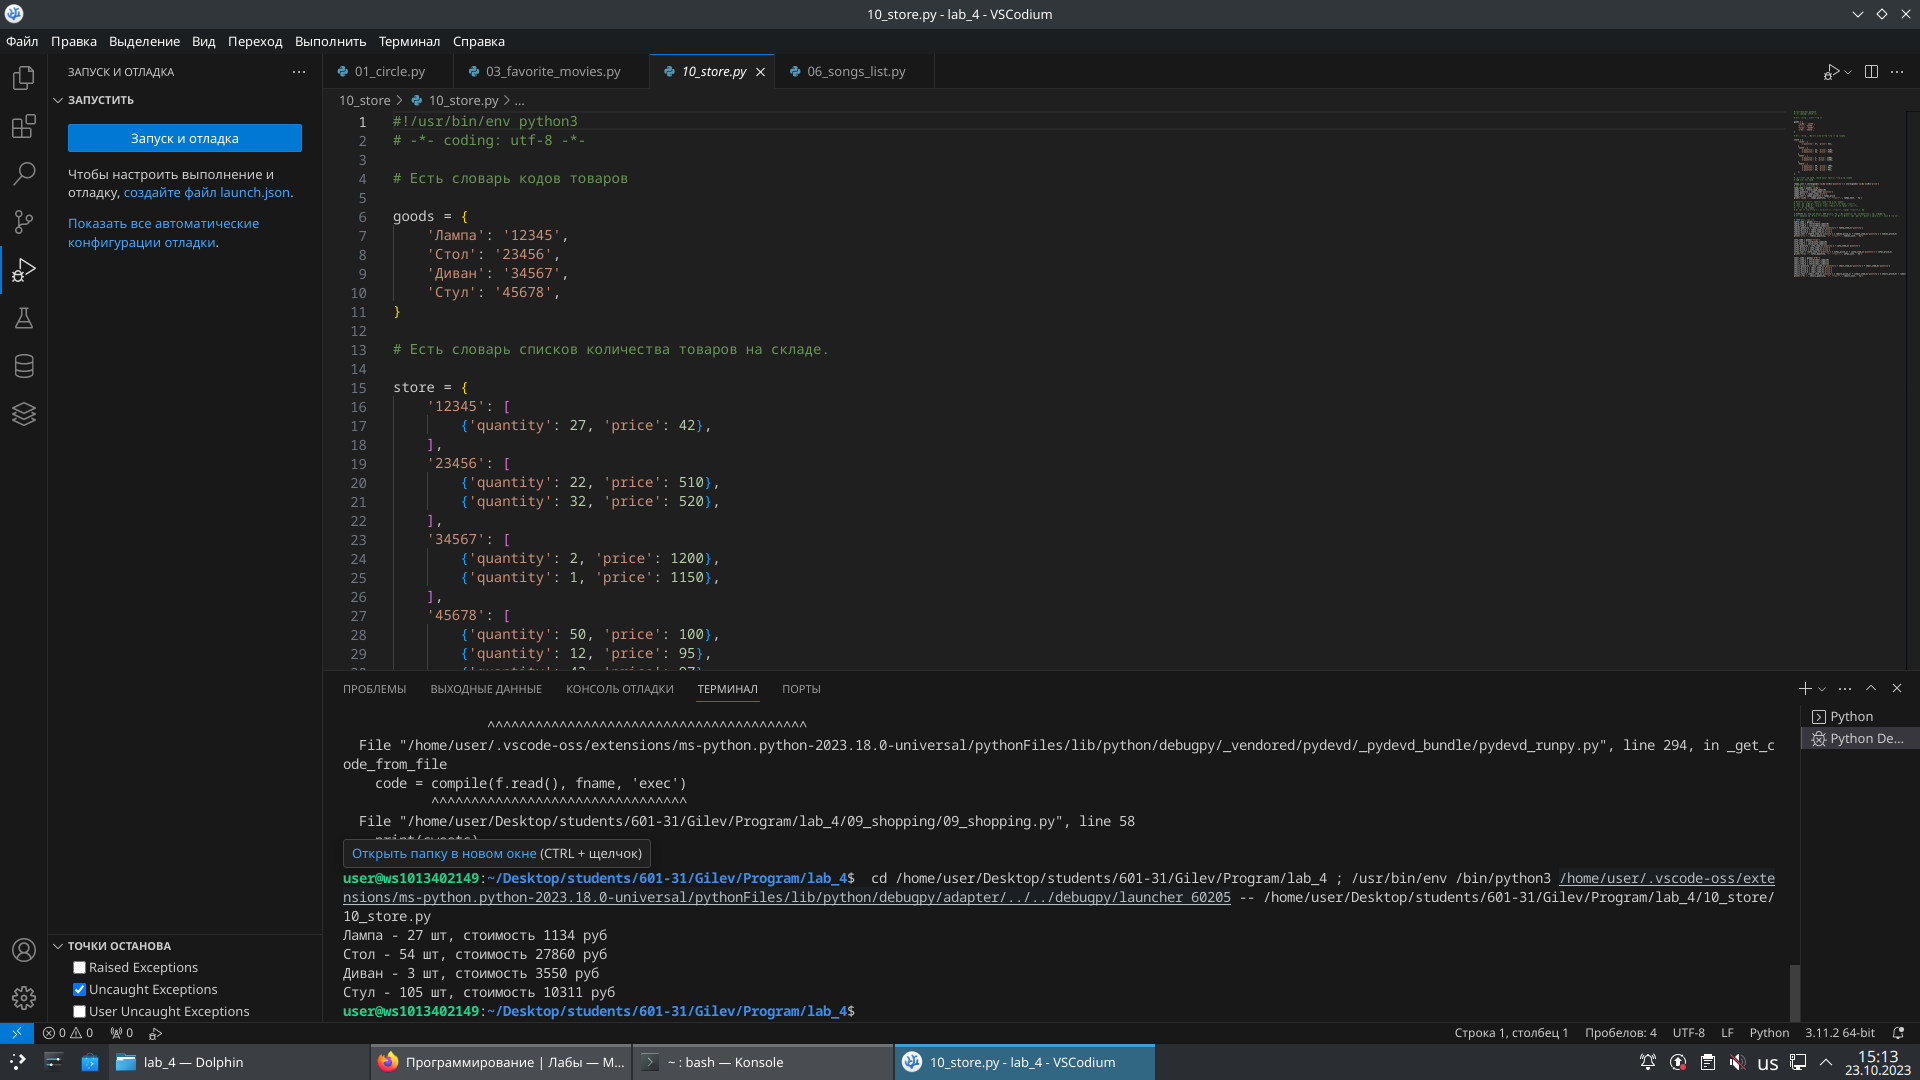 10_store.py - lab_4 - VSCodium
Файл Правка Выделение Вид Переход Выполнить Терминал Справка
ЗАПУСК И ОТЛАДКА
ЗАПУСТИТЬ
Запуск и отладка
Чтобы настроить выполнение и
отладку, создайте файл launch.json.
Показать все автоматические
конфигурации отладки.
ТОЧКИ ОСТАНОВА
Raised Exceptions
Uncaught Exceptions
User Uncaught Exceptions
01_circle.py 03_favorite_movies.py 10_store.py 06_songs_list.py
10_store > 10_store.py > ...
1 #!/usr/bin/env python3
2 # -*- coding: utf-8 -*-
3
4 # Есть словарь кодов товаров
5
6 goods = {
7     'Лампа': '12345',
8     'Стол': '23456',
9     'Диван': '34567',
10     'Стул': '45678',
11 }
12
13 # Есть словарь списков количества товаров на складе.
14
15 store = {
16     '12345': [
17         {'quantity': 27, 'price': 42},
18     ],
19     '23456': [
20         {'quantity': 22, 'price': 510},
21         {'quantity': 32, 'price': 520},
22     ],
23     '34567': [
24         {'quantity': 2, 'price': 1200},
25         {'quantity': 1, 'price': 1150},
26     ],
27     '45678': [
28         {'quantity': 50, 'price': 100},
29         {'quantity': 12, 'price': 95},
ПРОБЛЕМЫ ВЫХОДНЫЕ ДАННЫЕ КОНСОЛЬ ОТЛАДКИ ТЕРМИНАЛ ПОРТЫ
Python
Python De...
^^^^^^^^^^^^^^^^^^^^^^^^^^^^^^^^^^^^^^^^
File "/home/user/.vscode-oss/extensions/ms-python.python-2023.18.0-universal/pythonFiles/lib/python/debugpy/_vendored/pydevd/_pydevd_bundle/pydevd_runpy.py", line 294, in _get_c
ode_from_file
code = compile(f.read(), fname, 'exec')
^^^^^^^^^^^^^^^^^^^^^^^^^^^^^^^^
File "/home/user/Desktop/students/601-31/Gilev/Program/lab_4/09_shopping/09_shopping.py", line 58
Открыть папку в новом окне (CTRL + щелчок)
user@ws1013402149:~/Desktop/students/601-31/Gilev/Program/lab_4$  cd /home/user/Desktop/students/601-31/Gilev/Program/lab_4 ; /usr/bin/env /bin/python3 /home/user/.vscode-oss/exte
nsions/ms-python.python-2023.18.0-universal/pythonFiles/lib/python/debugpy/adapter/../../debugpy/launcher 60205 -- /home/user/Desktop/students/601-31/Gilev/Program/lab_4/10_store/
10_store.py
Лампа - 27 шт, стоимость 1134 руб
Стол - 54 шт, стоимость 27860 руб
Диван - 3 шт, стоимость 3550 руб
Стул - 105 шт, стоимость 10311 руб
user@ws1013402149:~/Desktop/students/601-31/Gilev/Program/lab_4$
0 0 0 Строка 1, столбец 1 Пробелов: 4 UTF-8 LF Python 3.11.2 64-bit
lab_4 — Dolphin Программирование | Лабы — M... ~ : bash — Konsole 10_store.py - lab_4 - VSCodium us 15:13
23.10.2023